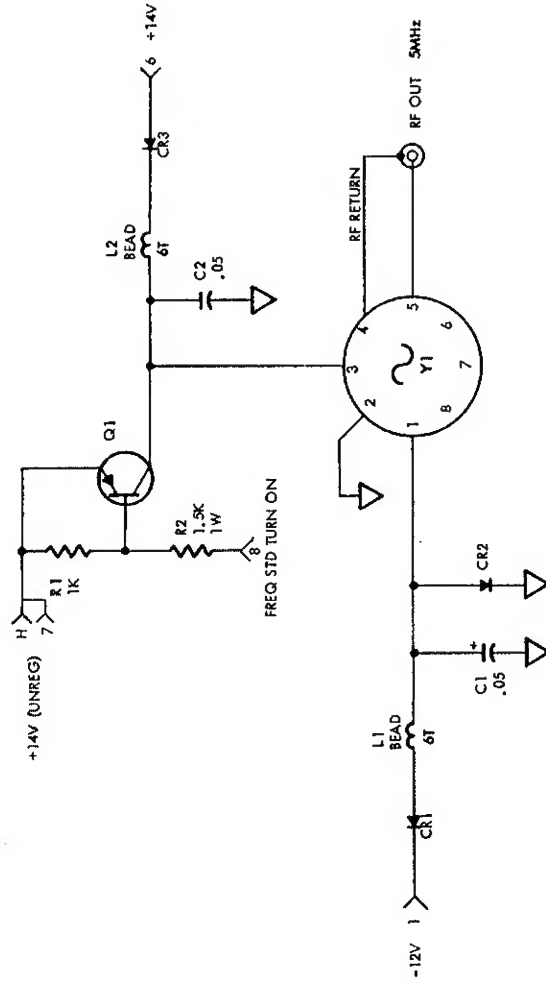 +14V (UNREG)
H
7
R1
1K
Q1
R2
1.5K
1W
8
FREQ STD TURN ON
L2
BEAD
6T
C2
.05
CR3
6 +14V
RF RETURN
RF OUT 5MHz
1
2
3
4
5
6
7
8
Y1
-12V 1
CR1
L1
BEAD
6T
+
C1
.05
CR2